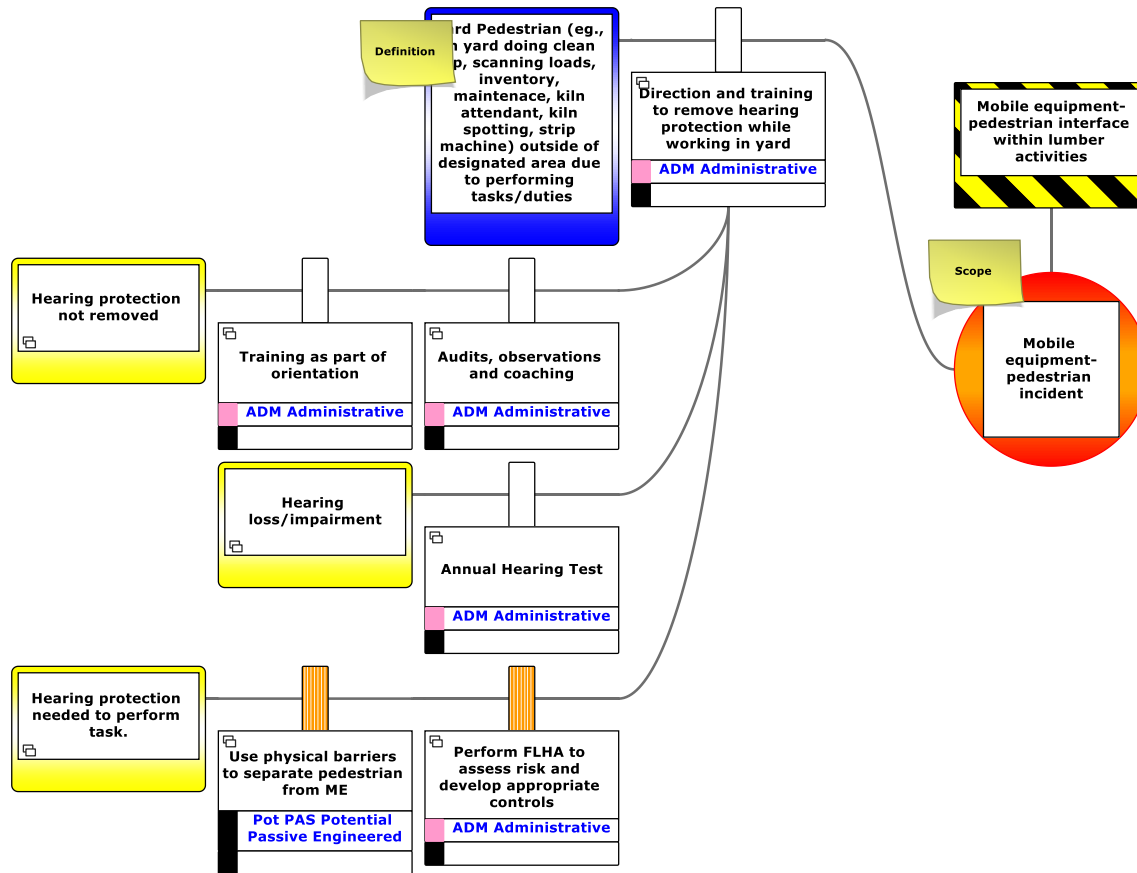 Definition
rd Pedestrian (eg.,
yard doing clean
p, scanning loads,
inventory,
maintenace, kiln
attendant, kiln
spotting, strip
machine) outside of
designated area due
to performing
tasks/duties
Direction and training
to remove hearing
protection while
working in yard
ADM Administrative
Mobile equipment-
pedestrian interface
within lumber
activities
Scope
Mobile
equipment-
pedestrian
incident
Hearing protection
not removed
Training as part of
orientation
ADM Administrative
Audits, observations
and coaching
ADM Administrative
Hearing
loss/impairment
Annual Hearing Test
ADM Administrative
Hearing protection
needed to perform
task.
Use physical barriers
to separate pedestrian
from ME
Pot PAS Potential
Passive Engineered
Perform FLHA to
assess risk and
develop appropriate
controls
ADM Administrative